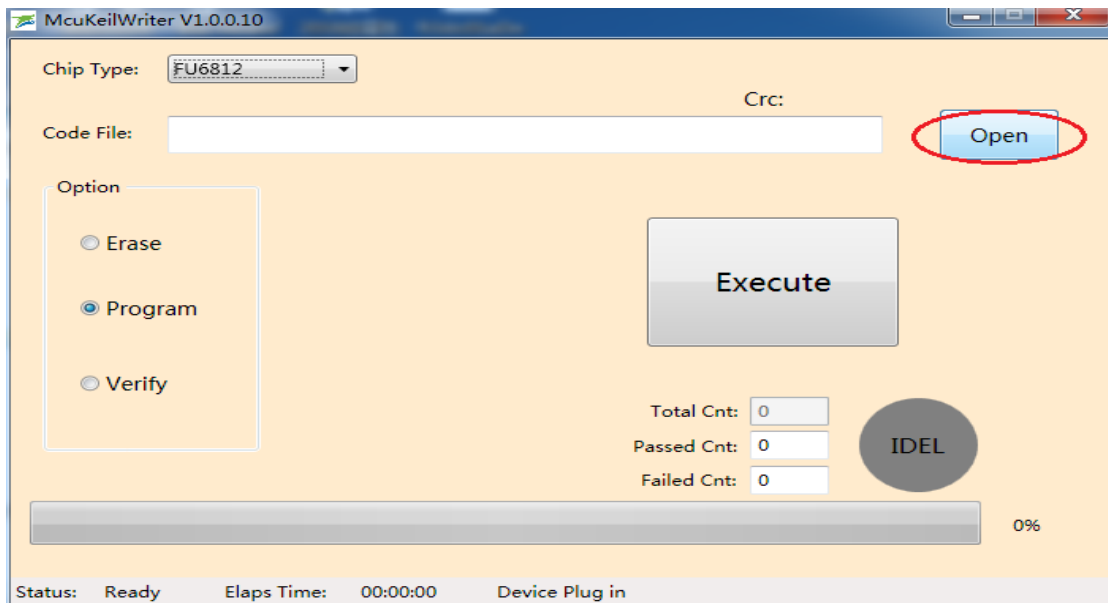 McuKeilWriter V1.0.0.10
Chip Type: FU6812
Crc:
Code File: Open
Option
Erase
Program
Verify
Execute
Total Cnt: 0
Passed Cnt: 0
Failed Cnt: 0
IDEL
0%
Status: Ready Elaps Time: 00:00:00 Device Plug in